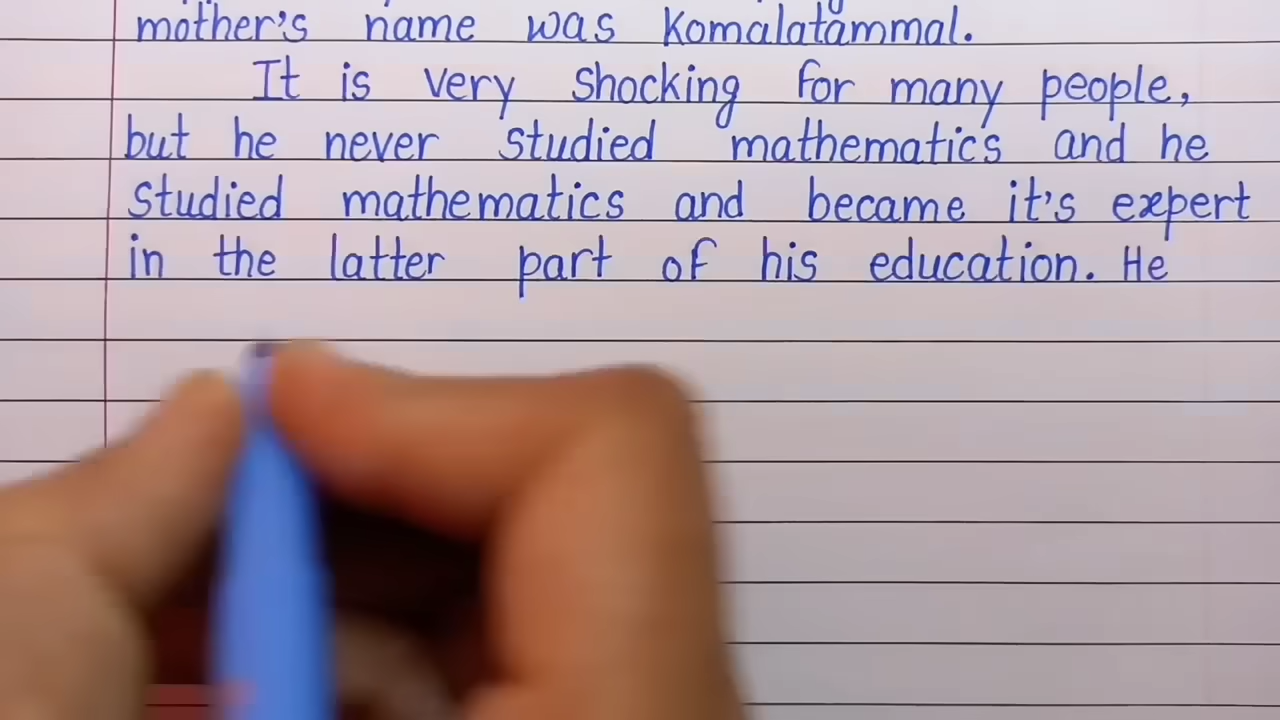 mother's name was Komalatammal.
It is very shocking for many people,
but he never studied mathematics and he
studied mathematics and became it's expert
in the latter part of his education. He